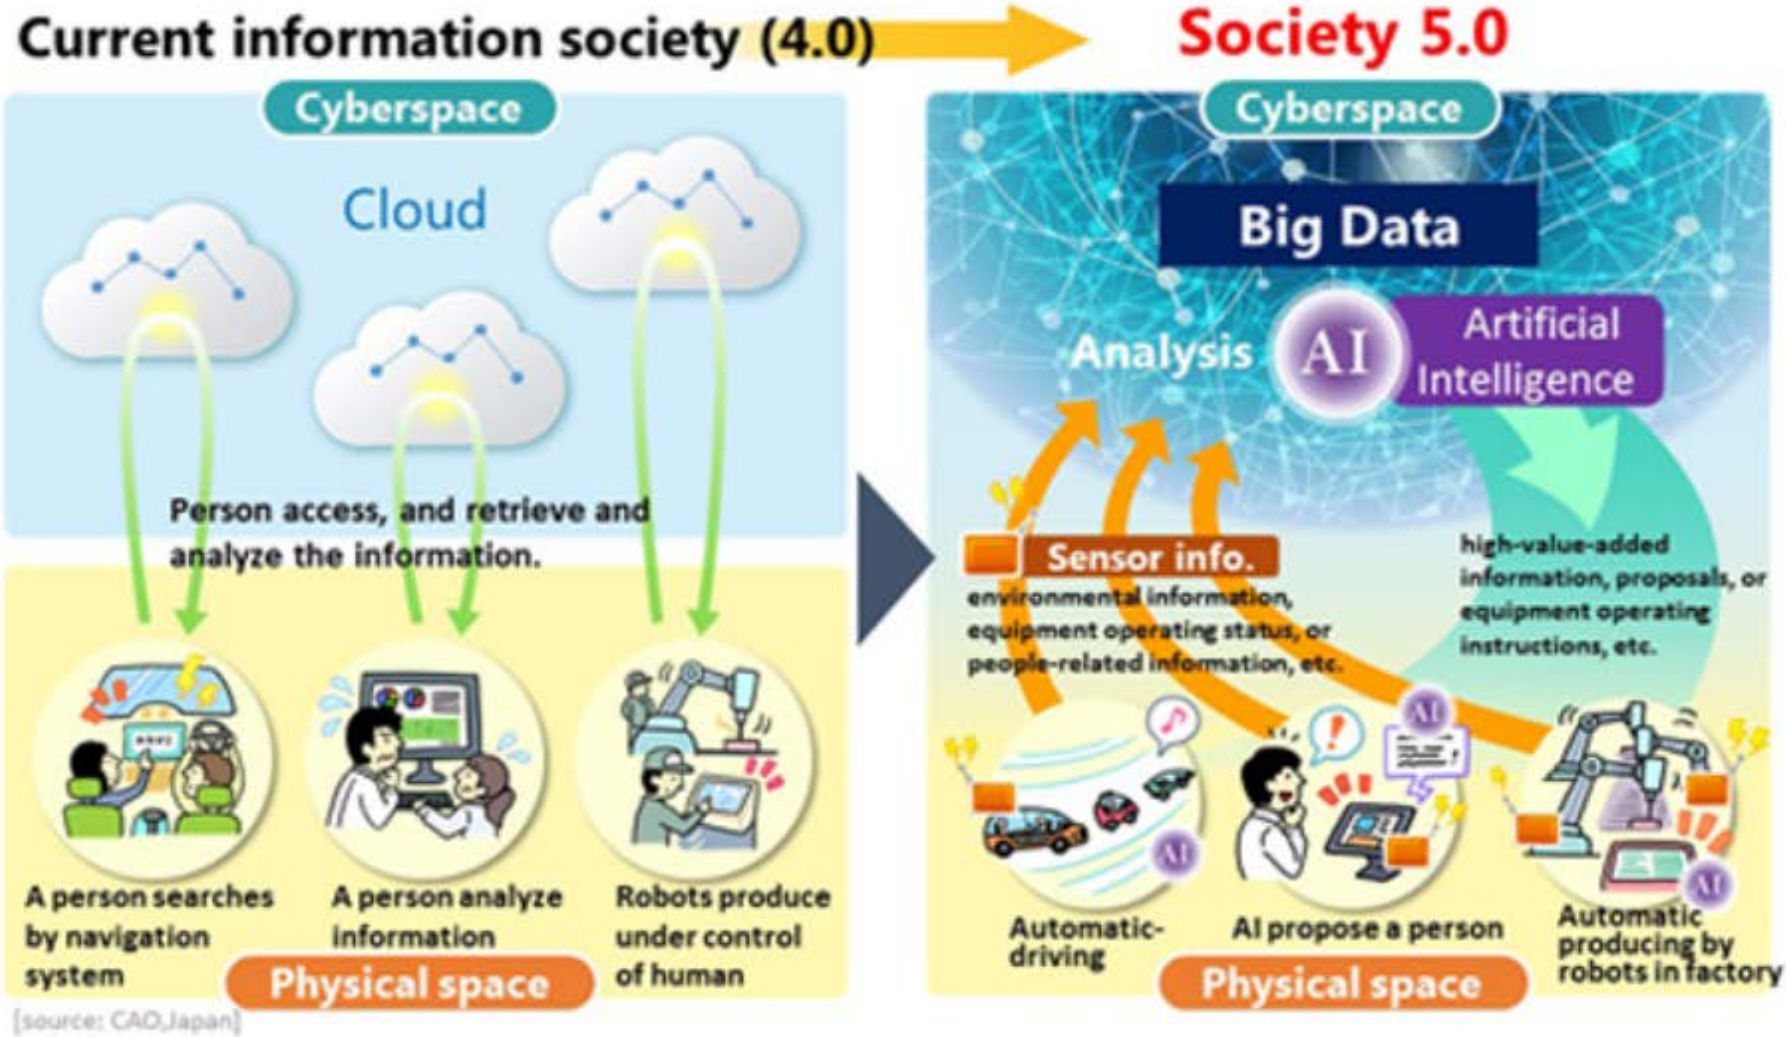 Current information society (4.0)
Society 5.0
Cyberspace
Cloud
Person access, and retrieve and
analyze the information.
A person searches
by navigation
system
A person analyze
information
Robots produce
under control
of human
Physical space
[source: CAO,Japan]
Cyberspace
Big Data
Analysis
AI
Artificial
Intelligence
Sensor info.
environmental information,
equipment operating status, or
people-related information, etc.
high-value-added
information, proposals, or
equipment operating
instructions, etc.
AI
AI
AI
Automatic-
driving
AI propose a person
Automatic
producing by
robots in factory
Physical space